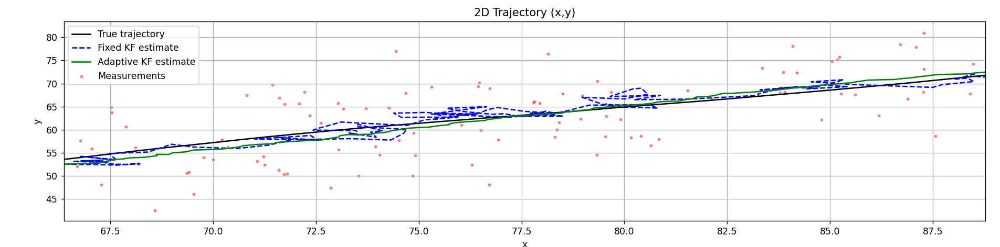 2D Trajectory (x,y)
True trajectory
Fixed KF estimate
Adaptive KF estimate
Measurements
y
80
75
70
65
60
55
50
45
67.5 70.0 72.5 75.0 77.5 80.0 82.5 85.0 87.5
x